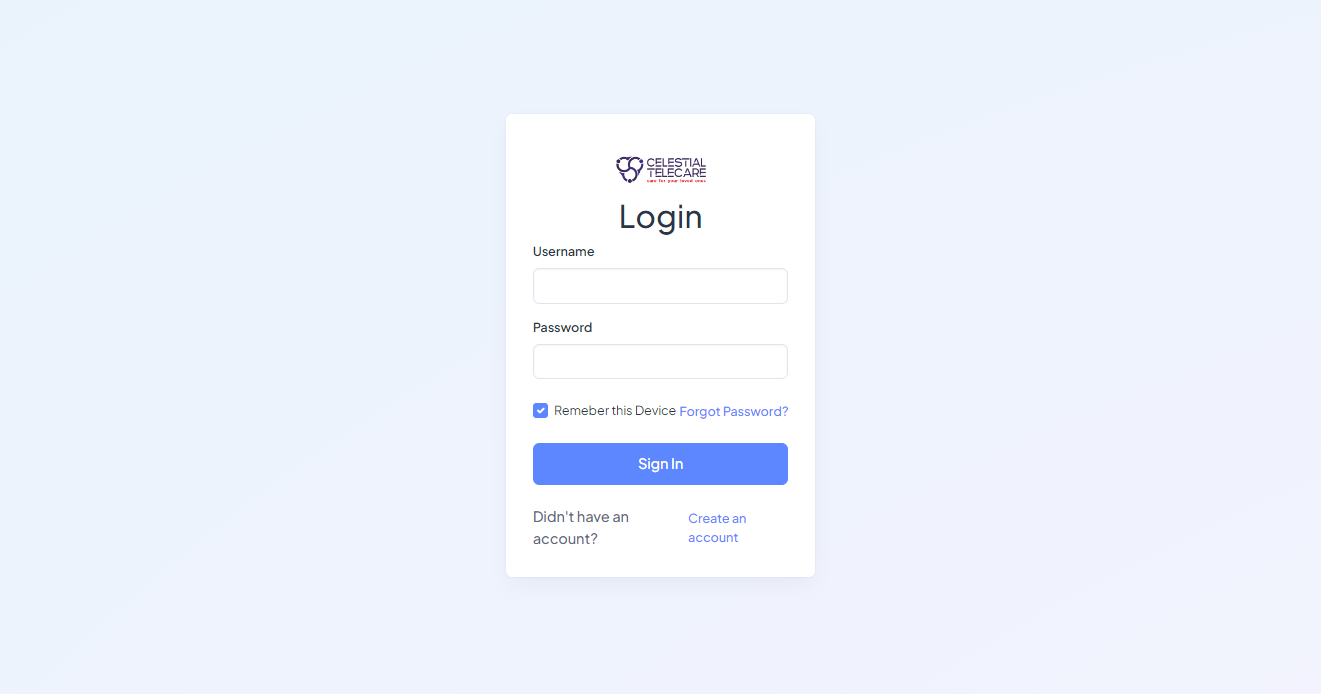 CELESTIAL
TELECARE
care for your loved ones
Login
Username
Password
Remeber this Device Forgot Password?
Sign In
Didn't have an account?
Create an account